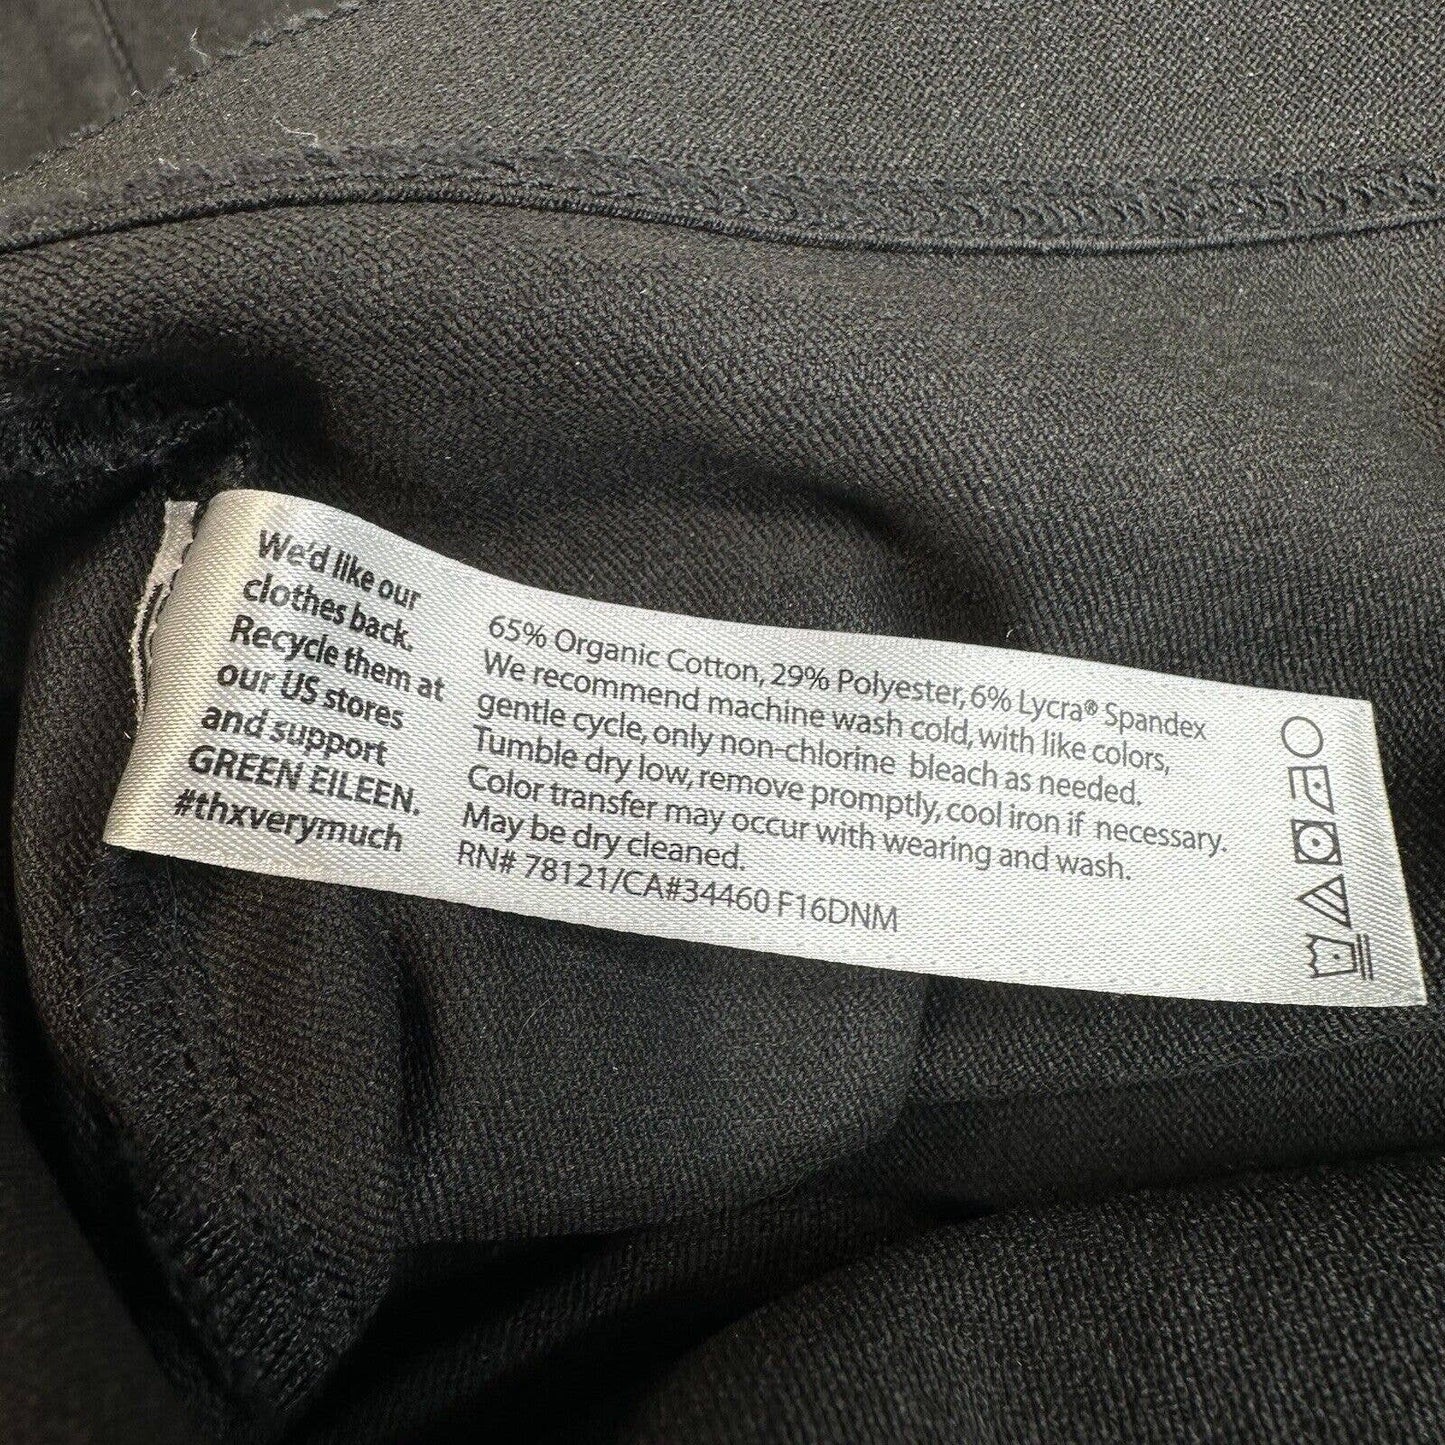 We'd like our
clothes back.
Recycle them at
our US stores
and support
GREEN EILEEN.
#thxverymuch
65% Organic Cotton, 29% Polyester, 6% Lycra® Spandex
We recommend machine wash cold, with like colors,
gentle cycle, only non-chlorine bleach as needed.
Tumble dry low, remove promptly, cool iron if necessary.
Color transfer may occur with wearing and wash.
May be dry cleaned.
RN# 78121/CA#34460 F16DNM